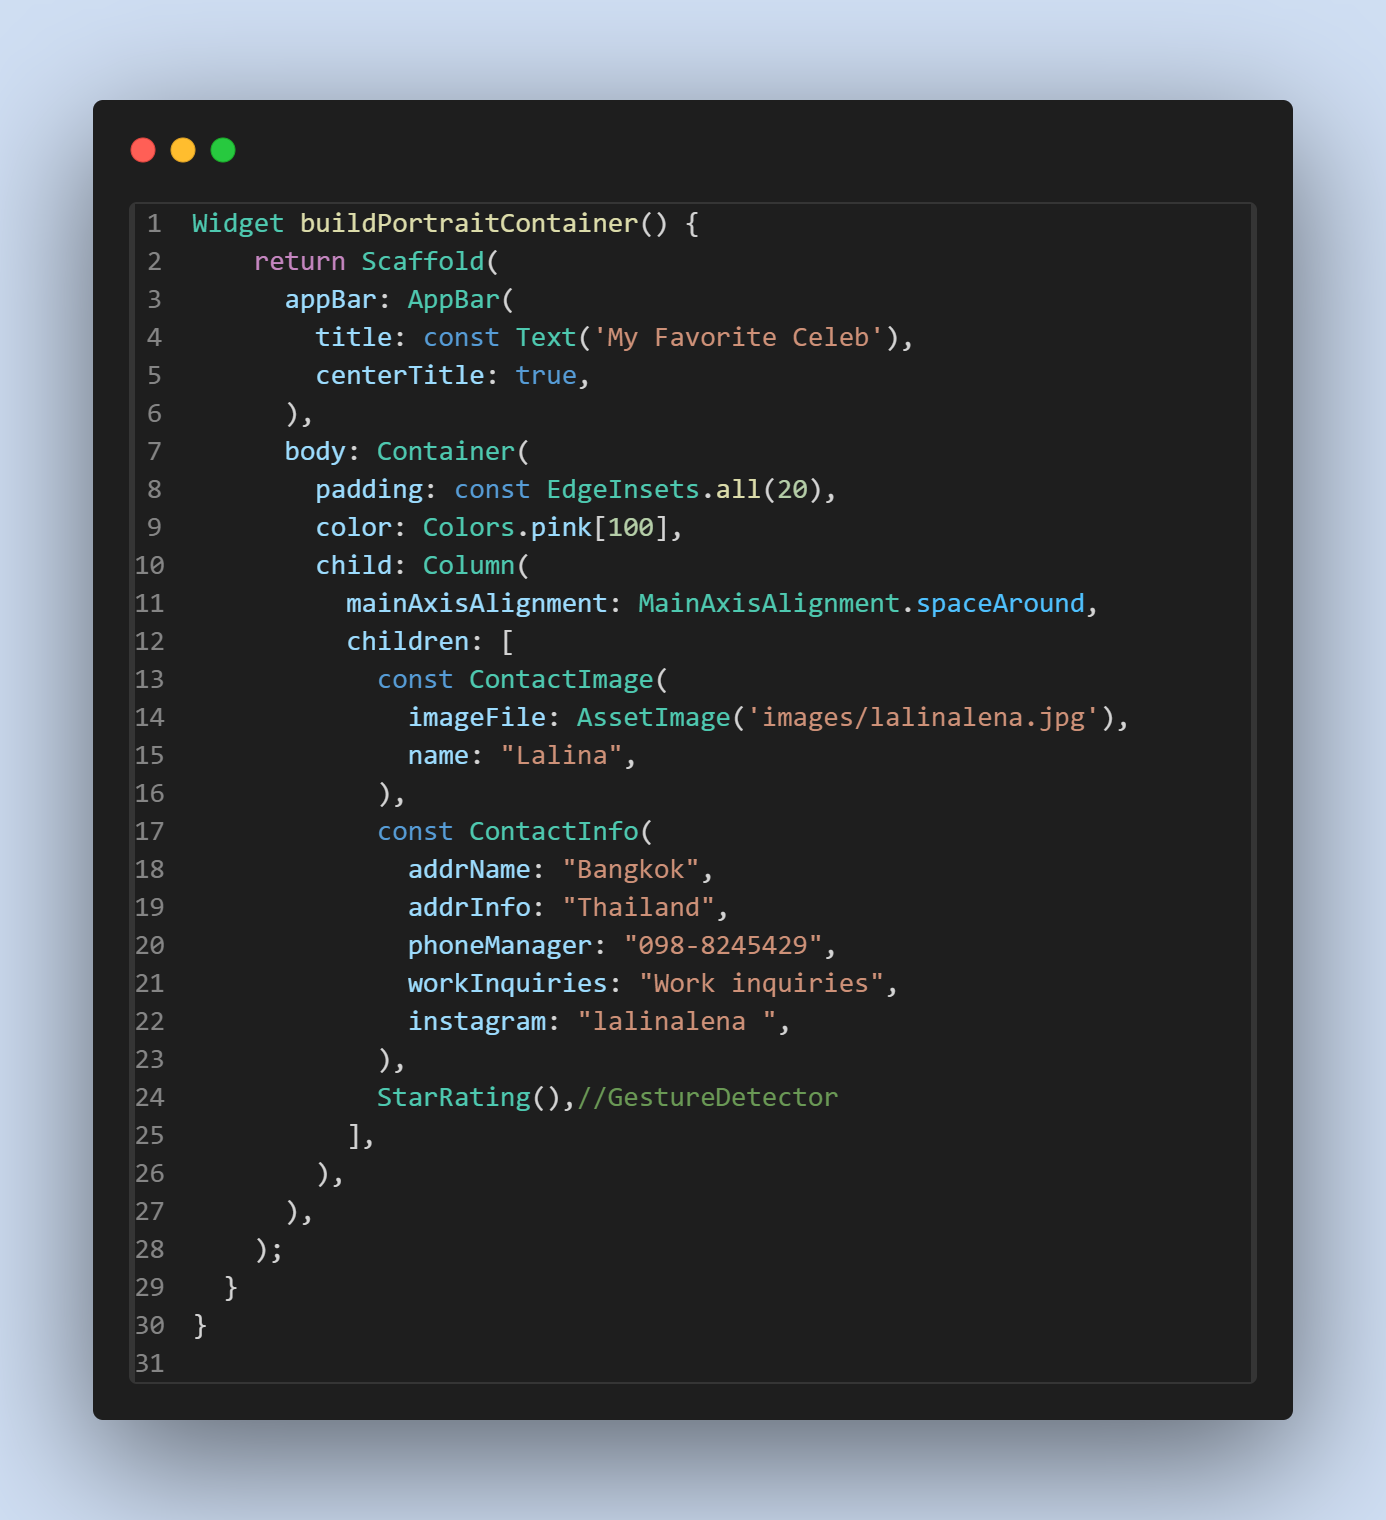 1 Widget buildPortraitContainer() {
2     return Scaffold(
3       appBar: AppBar(
4         title: const Text('My Favorite Celeb'),
5         centerTitle: true,
6       ),
7       body: Container(
8         padding: const EdgeInsets.all(20),
9         color: Colors.pink[100],
10         child: Column(
11           mainAxisAlignment: MainAxisAlignment.spaceAround,
12           children: [
13             const ContactImage(
14               imageFile: AssetImage('images/lalinalena.jpg'),
15               name: "Lalina",
16             ),
17             const ContactInfo(
18               addrName: "Bangkok",
19               addrInfo: "Thailand",
20               phoneManager: "098-8245429",
21               workInquiries: "Work inquiries",
22               instagram: "lalinalena ",
23             ),
24             StarRating(),//GestureDetector
25           ],
26         ),
27       ),
28     );
29   }
30 }
31